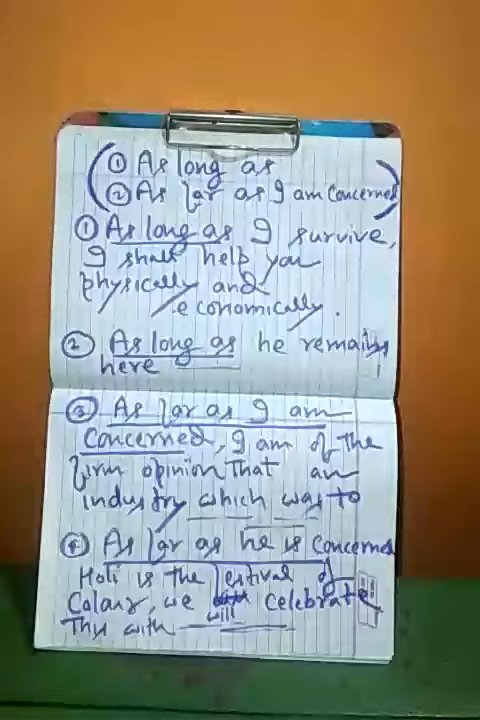 (① As long as
② As far as I am Concerned)
① As long as I survive,
I shall help you
physically and
economically.
② As long as he remains
here
③ As far as I am
Concerned, I am of the
firm opinion that an
industry which was to
④ As far as he is Concerned
Holi is the festival of
Colour, we will celebrate
This with